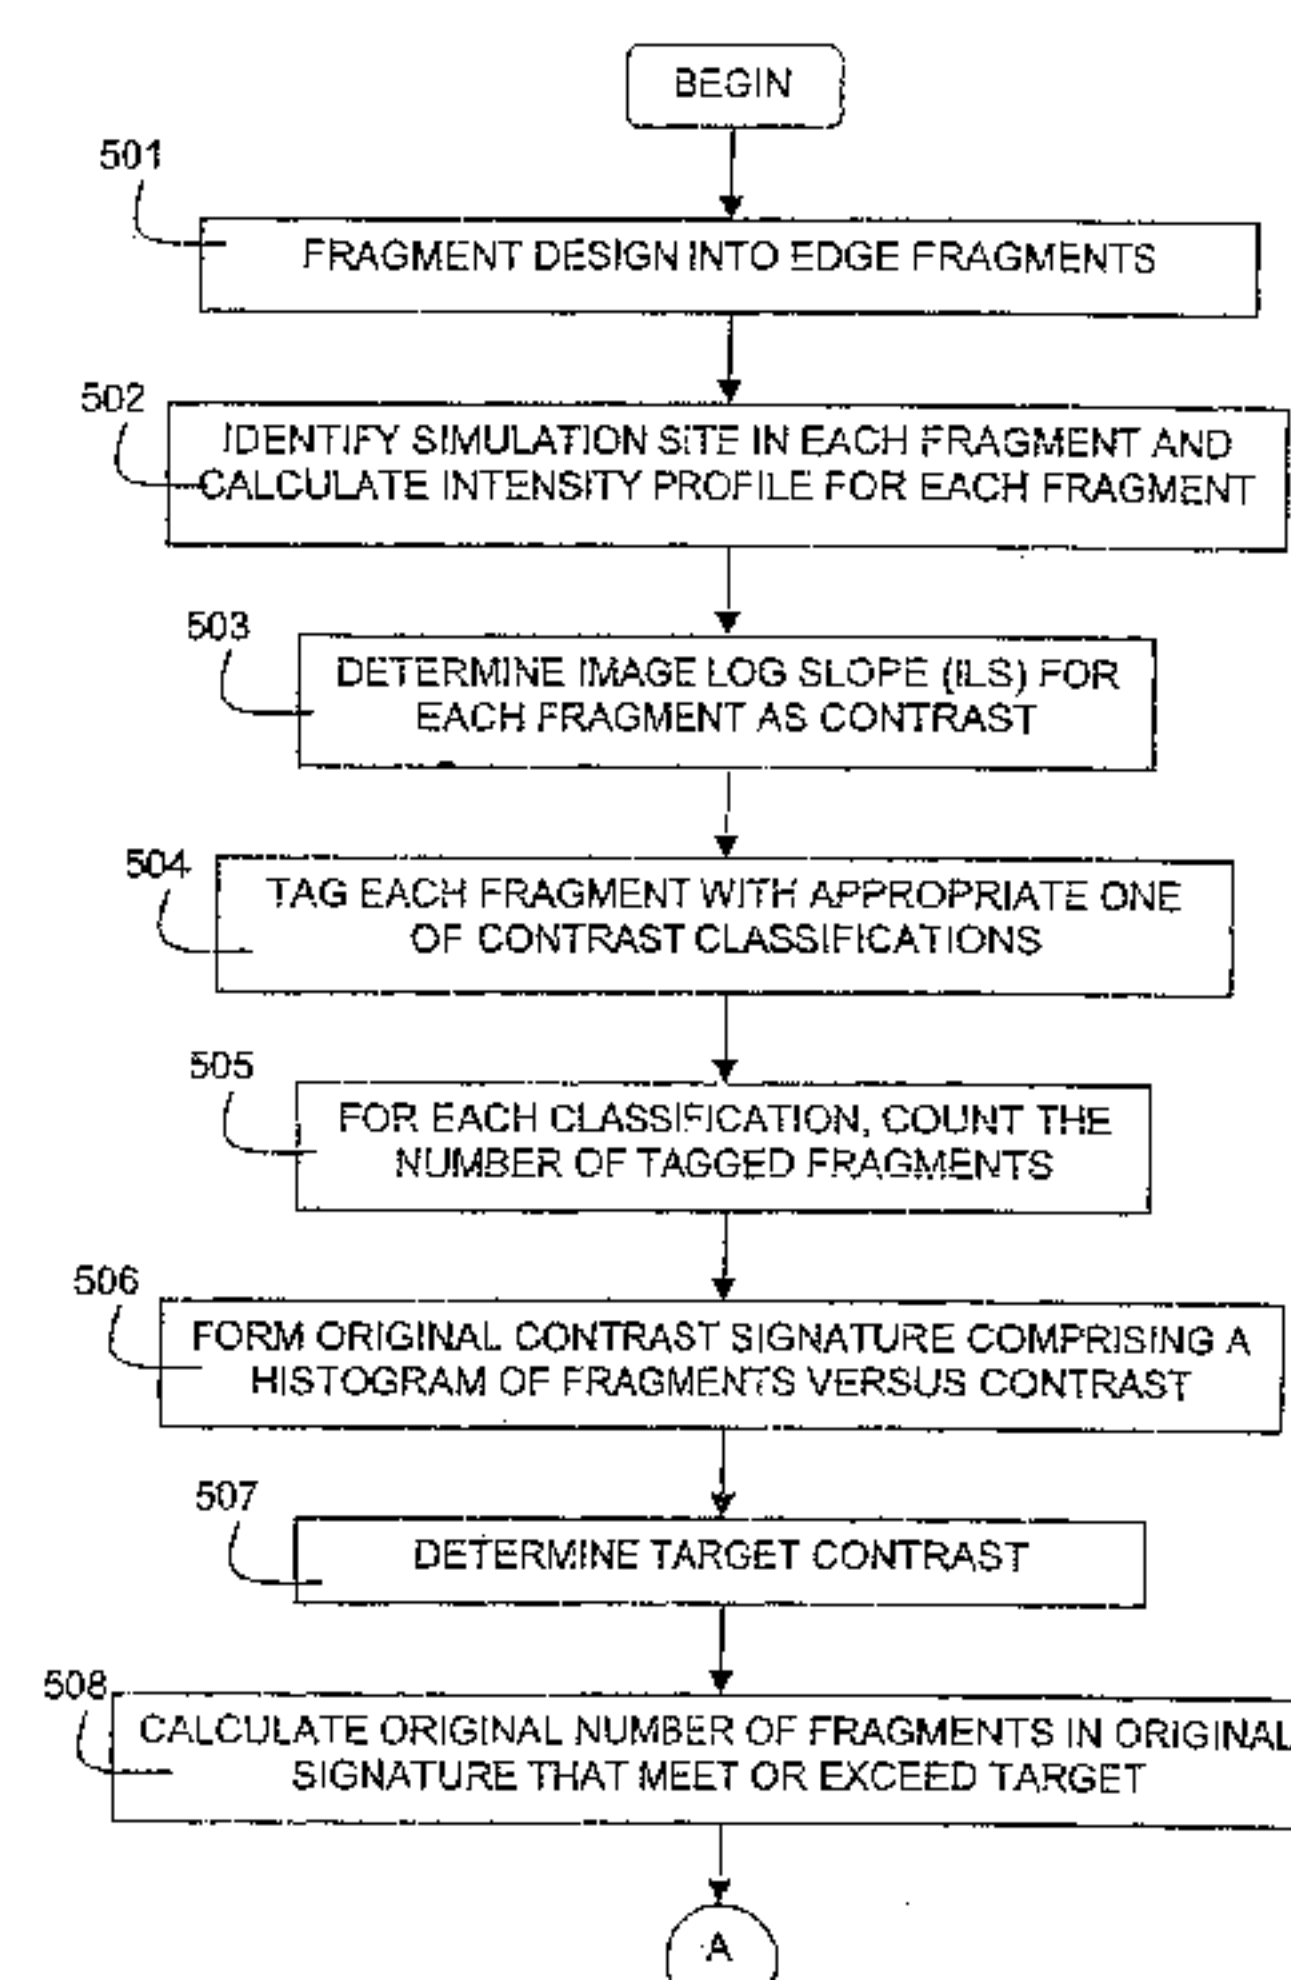 BEGIN
501
FRAGMENT DESIGN INTO EDGE FRAGMENTS
502
IDENTIFY SIMULATION SITE IN EACH FRAGMENT AND
CALCULATE INTENSITY PROFILE FOR EACH FRAGMENT
503
DETERMINE IMAGE LOG SLOPE (ILS) FOR
EACH FRAGMENT AS CONTRAST
504
TAG EACH FRAGMENT WITH APPROPRIATE ONE
OF CONTRAST CLASSIFICATIONS
505
FOR EACH CLASSIFICATION, COUNT THE
NUMBER OF TAGGED FRAGMENTS
506
FORM ORIGINAL CONTRAST SIGNATURE COMPRISING A
HISTOGRAM OF FRAGMENTS VERSUS CONTRAST
507
DETERMINE TARGET CONTRAST
508
CALCULATE ORIGINAL NUMBER OF FRAGMENTS IN ORIGINAL
SIGNATURE THAT MEET OR EXCEED TARGET
A